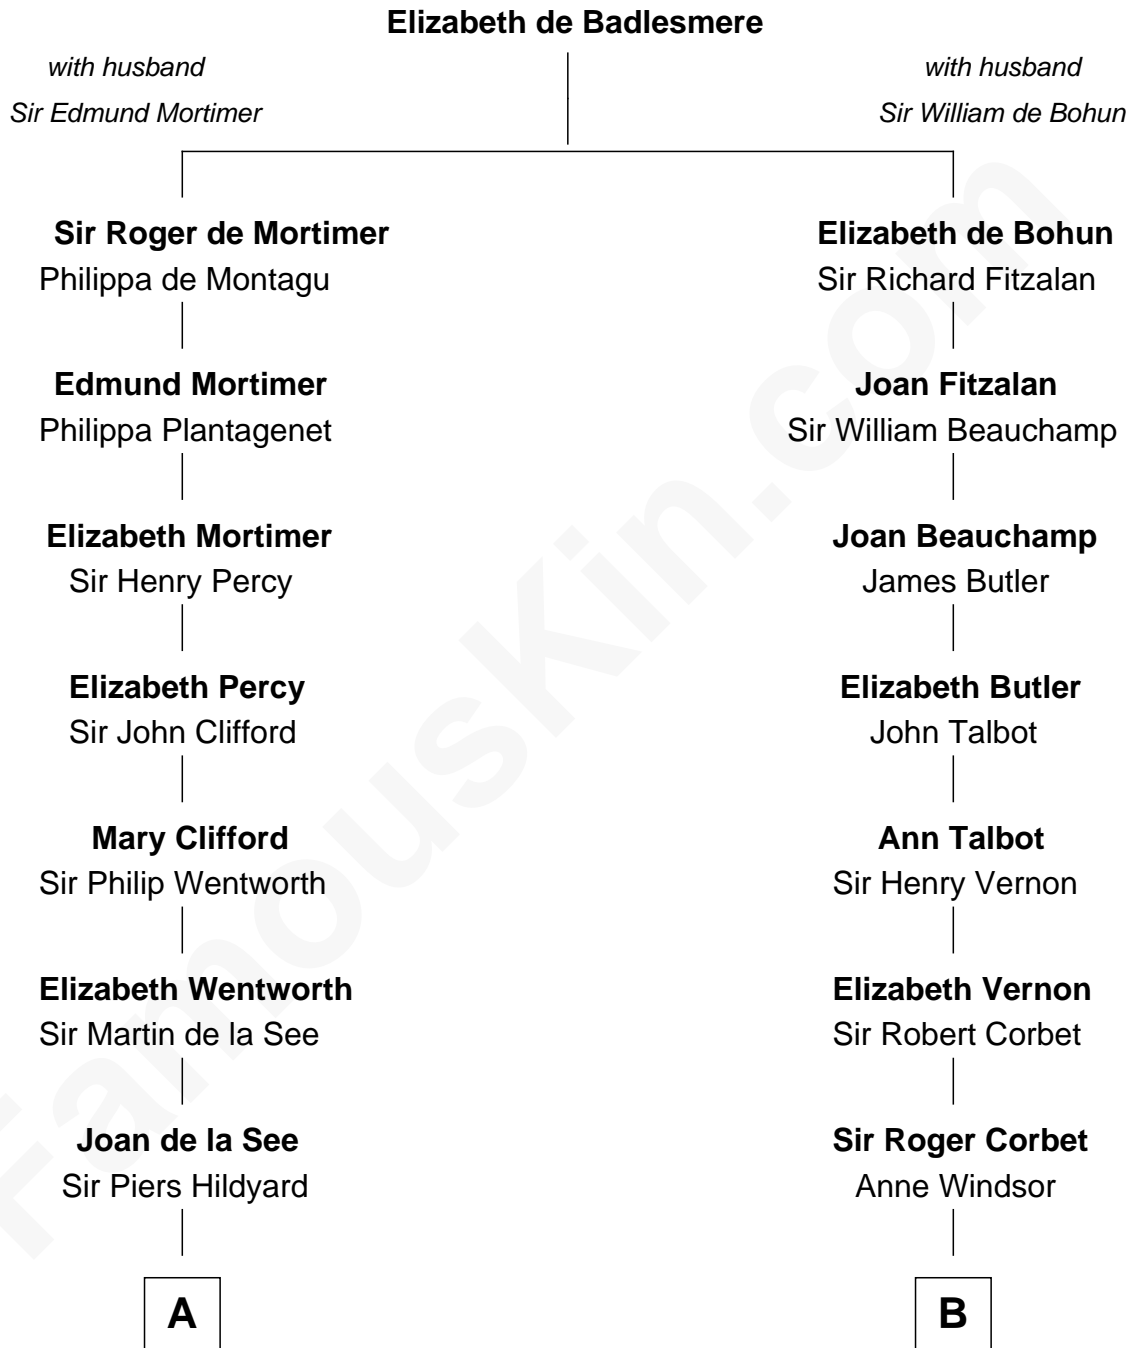 Elizabeth de Badlesmere
with husband
Sir Edmund Mortimer
with husband
Sir William de Bohun
Sir Roger de Mortimer
Philippa de Montagu
Elizabeth de Bohun
Sir Richard Fitzalan
Edmund Mortimer
Philippa Plantagenet
Joan Fitzalan
Sir William Beauchamp
Elizabeth Mortimer
Sir Henry Percy
Joan Beauchamp
James Butler
Elizabeth Percy
Sir John Clifford
Elizabeth Butler
John Talbot
Mary Clifford
Sir Philip Wentworth
Ann Talbot
Sir Henry Vernon
Elizabeth Wentworth
Sir Martin de la See
Elizabeth Vernon
Sir Robert Corbet
Joan de la See
Sir Piers Hildyard
Sir Roger Corbet
Anne Windsor
A
B
FamousKin.com